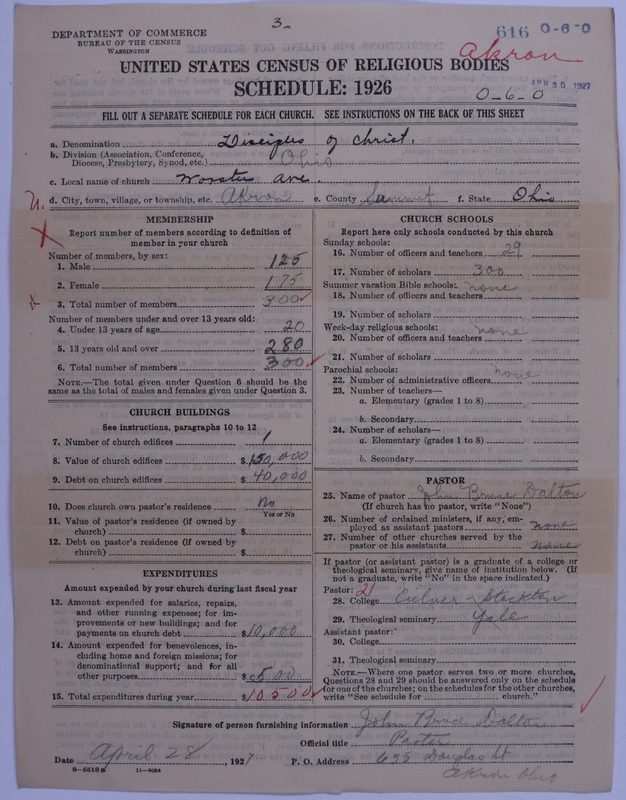 3-
DEPARTMENT OF COMMERCE
BUREAU OF THE CENSUS
WASHINGTON
616 0-6-0
Akron
UNITED STATES CENSUS OF RELIGIOUS BODIES
SCHEDULE: 1926
APR 30 1927
0-6-0
FILL OUT A SEPARATE SCHEDULE FOR EACH CHURCH. SEE INSTRUCTIONS ON THE BACK OF THIS SHEET
a. Denomination Disciples of Christ.
b. Division (Association, Conference, Diocese, Presbytery, Synod, etc.) Ohio
c. Local name of church Wooster Ave.
d. City, town, village, or township, etc. Akron e. County Summit f. State Ohio
MEMBERSHIP
Report number of members according to definition of
member in your church
Number of members, by sex:
1. Male 125
2. Female 175
3. Total number of members 300
Number of members under and over 13 years old:
4. Under 13 years of age 20
5. 13 years old and over 280
6. Total number of members 300
NOTE.—The total given under Question 6 should be
same as the total of males and females given under Question 3.
CHURCH BUILDINGS
See instructions, paragraphs 10 to 12
7. Number of church edifices 1
8. Value of church edifices $150,000
9. Debt on church edifices $40,000
10. Does church own pastor's residence No
Yes or No
11. Value of pastor's residence (if owned by
church) $
12. Debt on pastor's residence (if owned by
church) $
EXPENDITURES
Amount expended by your church during last fiscal year
13. Amount expended for salaries, repairs,
and other running expenses; for im-
provements or new buildings; and for
payments on church debt $10,000
14. Amount expended for benevolences, in-
cluding home and foreign missions; for
denominational support; and for all
other purposes $500
15. Total expenditures during year $10500
CHURCH SCHOOLS
Report here only schools conducted by this church
Sunday schools:
16. Number of officers and teachers 29
17. Number of scholars 300
Summer vacation Bible schools: none
18. Number of officers and teachers
19. Number of scholars
Week-day religious schools: none
20. Number of officers and teachers
21. Number of scholars
Parochial schools: none
22. Number of administrative officers
23. Number of teachers—
a. Elementary (grades 1 to 8)
b. Secondary
24. Number of scholars—
a. Elementary (grades 1 to 8)
b. Secondary
PASTOR
25. Name of pastor John Bruce Dalton
(If church has no pastor, write "None")
26. Number of ordained ministers, if any, em-
ployed as assistant pastors none
27. Number of other churches served by the
pastor or his assistants none
If pastor (or assistant pastor) is a graduate of a college or
theological seminary, give name of institution below. (If
not a graduate, write "No" in the space indicated.)
Pastor: 21
28. College Culver-Stockton
29. Theological seminary Yale
Assistant pastor:
30. College
31. Theological seminary
NOTE.—Where one pastor serves two or more churches,
Questions 28 and 29 should be answered only on the schedule
for one of the churches; on the schedules for the other churches,
write "See schedule for church."
Signature of person furnishing information John Bruce Dalton
Official title Pastor
Date April 28, 1927 P. O. Address 635 Douglas St
Akron Ohio
8-5518 11-9084